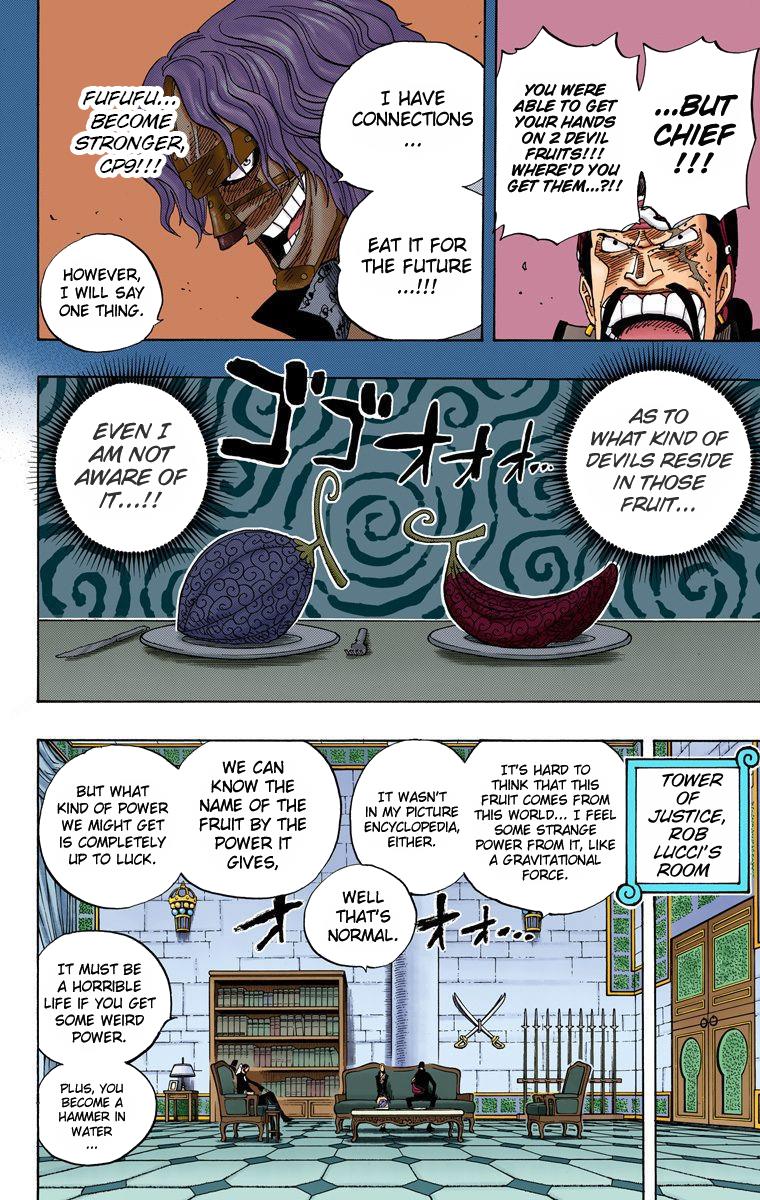 ...BUT
CHIEF
!!!
YOU WERE
ABLE TO GET
YOUR HANDS
ON 2 DEVIL
FRUITS!!!
WHERE'D YOU
GET THEM...?!!
I HAVE
CONNECTIONS
...
EAT IT FOR
THE FUTURE
...!!!
FUFUFU...
BECOME
STRONGER,
CP9!!!
HOWEVER,
I WILL SAY
ONE THING.
AS TO
WHAT KIND OF
DEVILS RESIDE
IN THOSE
FRUIT...
ゴゴオオオ...
EVEN I
AM NOT
AWARE OF
IT...!!
TOWER
OF
JUSTICE,
ROB
LUCCI'S
ROOM
IT'S HARD TO
THINK THAT THIS
FRUIT COMES FROM
THIS WORLD... I FEEL
SOME STRANGE
POWER FROM IT, LIKE
A GRAVITATIONAL
FORCE.
IT WASN'T
IN MY PICTURE
ENCYCLOPEDIA,
EITHER.
WELL
THAT'S
NORMAL.
WE CAN
KNOW THE
NAME OF THE
FRUIT BY THE
POWER IT
GIVES,
BUT WHAT
KIND OF POWER
WE MIGHT GET
IS COMPLETELY
UP TO LUCK.
オオオ...
IT MUST BE
A HORRIBLE
LIFE IF YOU GET
SOME WEIRD
POWER.
PLUS, YOU
BECOME A
HAMMER IN
WATER
...